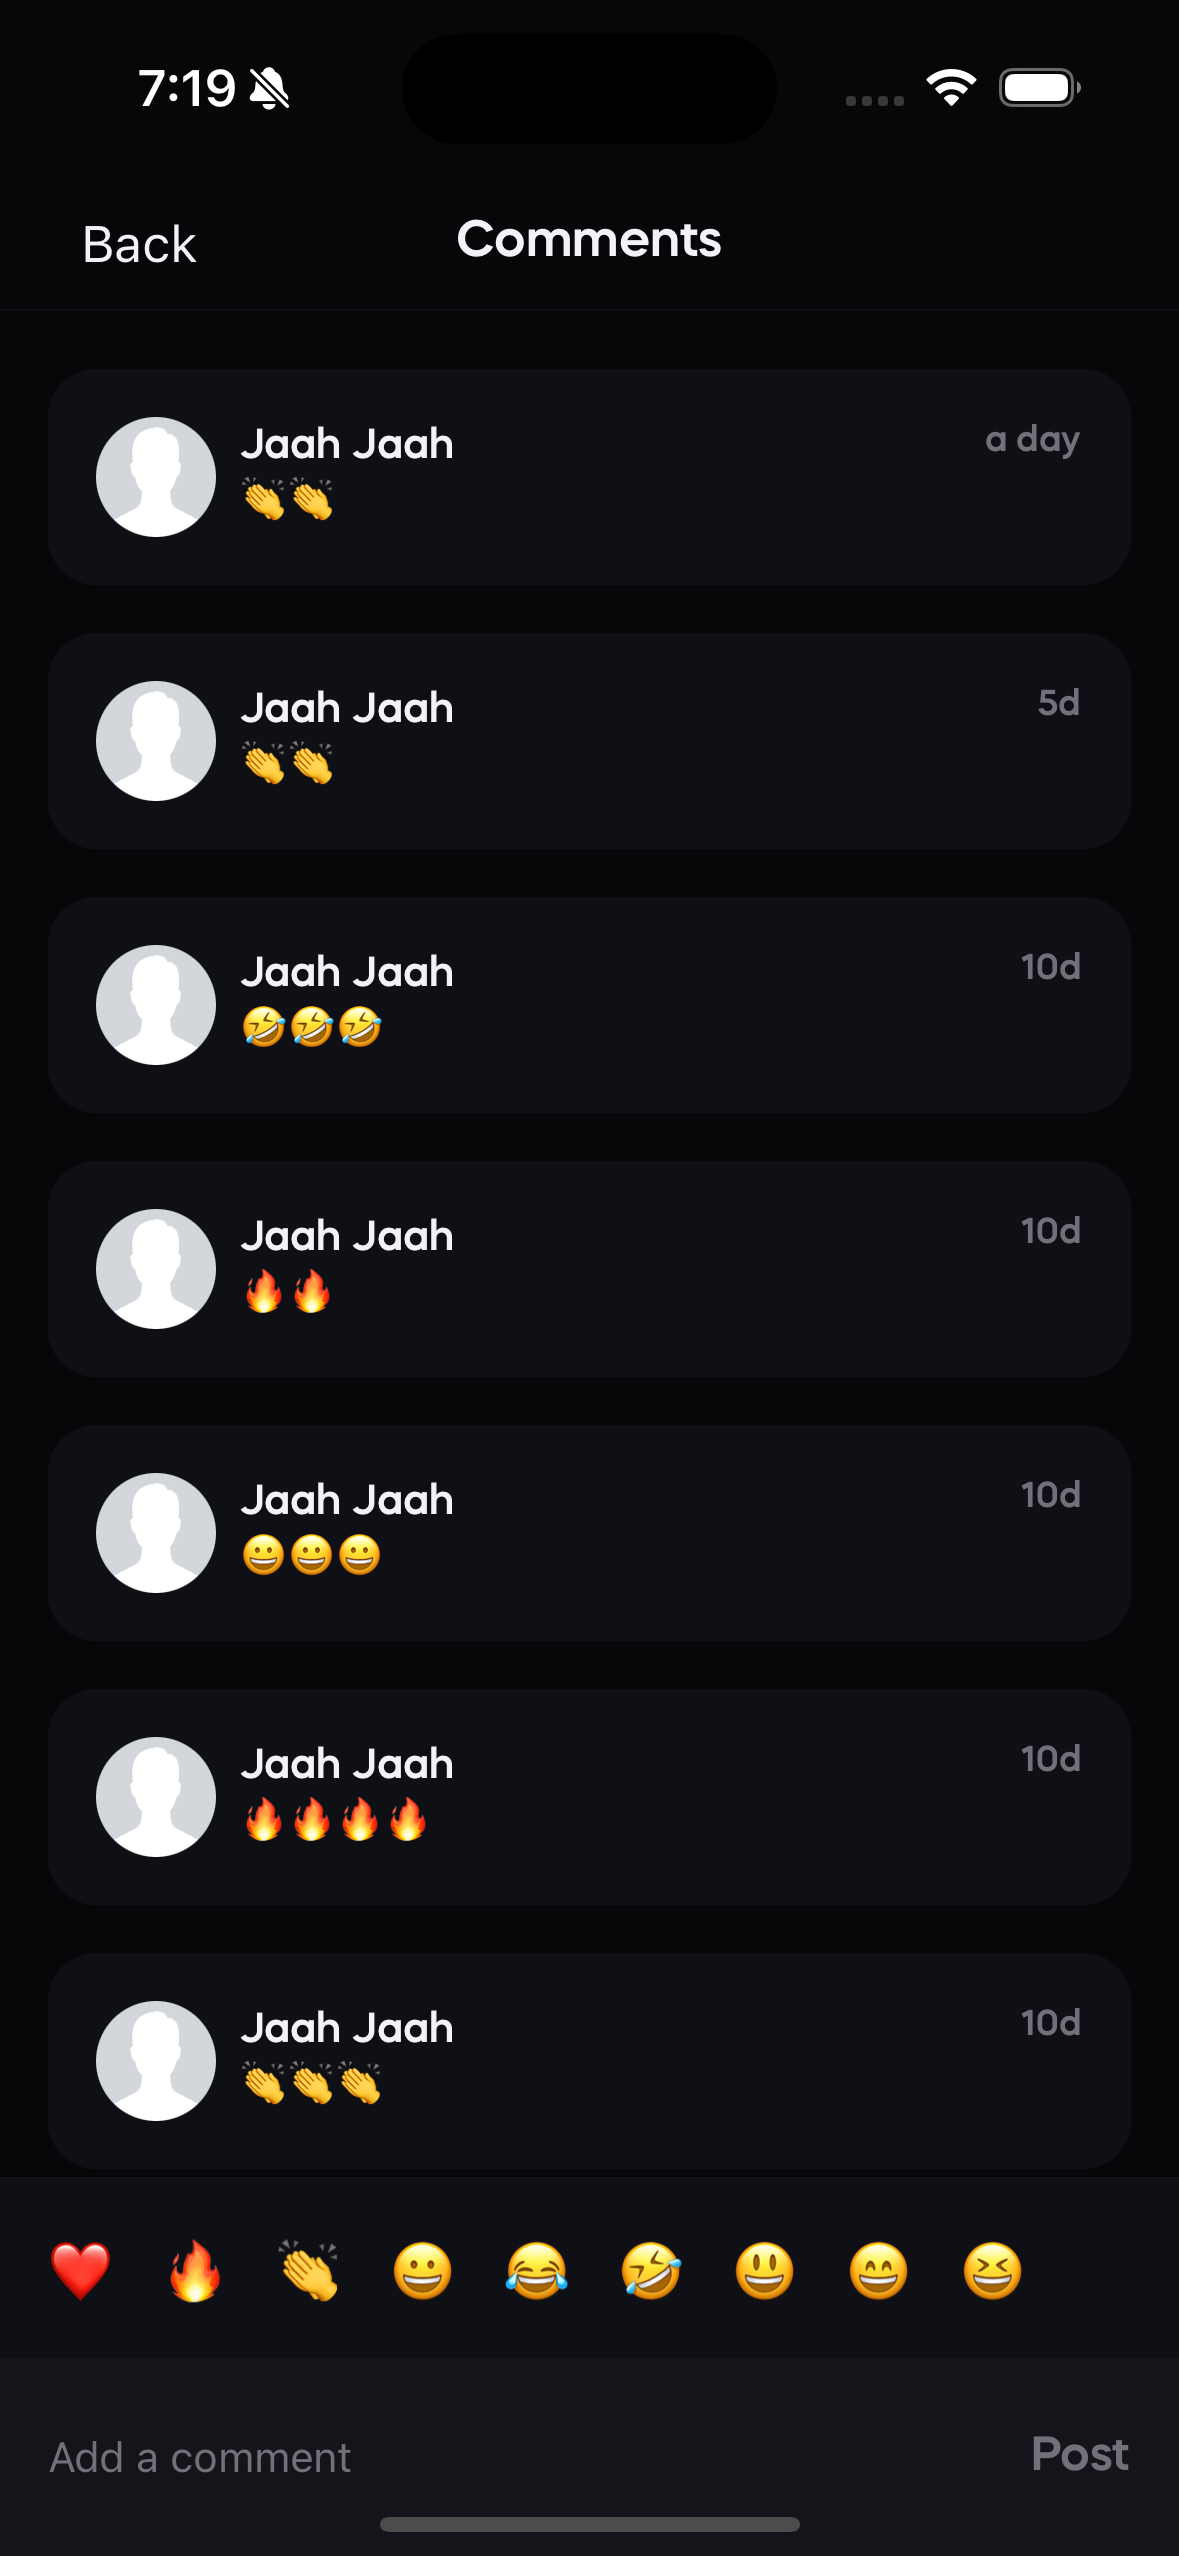 7:19
Back
Comments
Jaah Jaah
a day
👏👏
Jaah Jaah
5d
👏👏
Jaah Jaah
10d
🤣🤣🤣
Jaah Jaah
10d
🔥🔥
Jaah Jaah
10d
😀😀😀
Jaah Jaah
10d
🔥🔥🔥🔥
Jaah Jaah
10d
👏👏👏
❤️ 🔥 👏 😀 😂 🤣 😃 😄 😆
Add a comment
Post